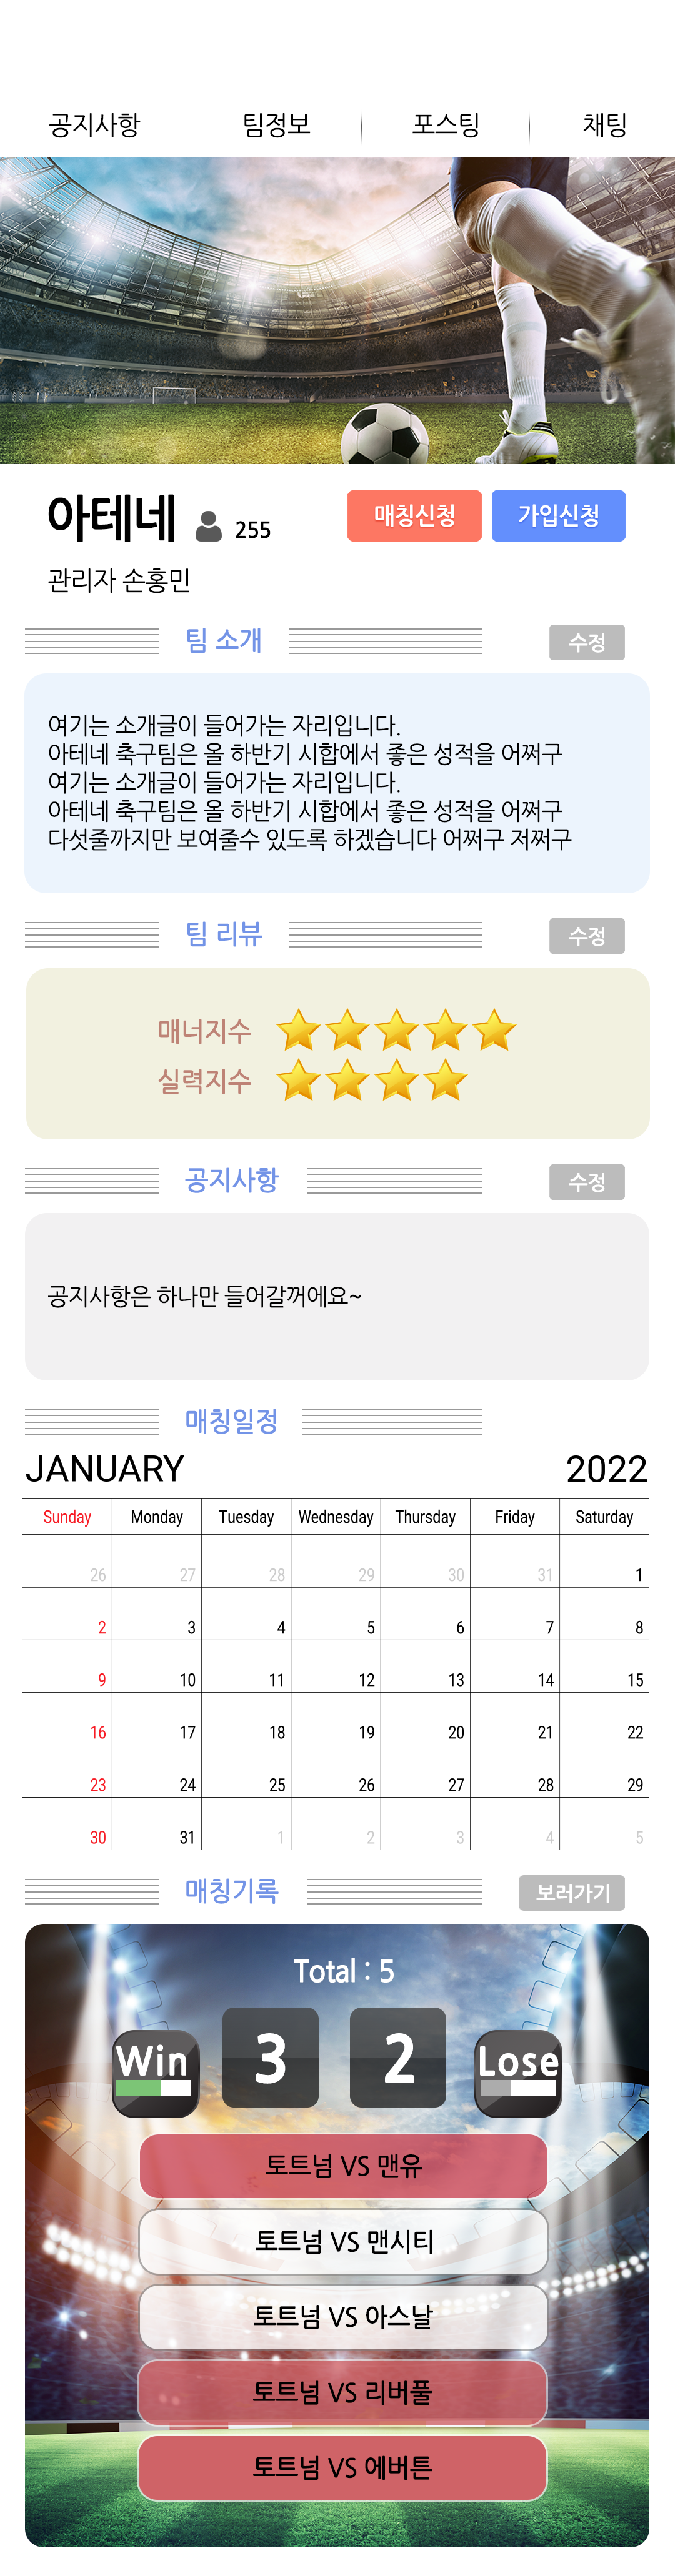 공지사항 팀정보 포스팅 채팅
아테네 255 매칭신청 가입신청
관리자 손홍민
팀 소개 수정
여기는 소개글이 들어가는 자리입니다.
아테네 축구팀은 올 하반기 시합에서 좋은 성적을 어쩌구
여기는 소개글이 들어가는 자리입니다.
아테네 축구팀은 올 하반기 시합에서 좋은 성적을 어쩌구
다섯줄까지만 보여줄수 있도록 하겠습니다 어쩌구 저쩌구
팀 리뷰 수정
매너지수
실력지수
공지사항 수정
공지사항은 하나만 들어갈꺼에요~
매칭일정
JANUARY 2022
Sunday Monday Tuesday Wednesday Thursday Friday Saturday
26 27 28 29 30 31 1
2 3 4 5 6 7 8
9 10 11 12 13 14 15
16 17 18 19 20 21 22
23 24 25 26 27 28 29
30 31 1 2 3 4 5
매칭기록 보러가기
Total : 5
Win 3 2 Lose
토트넘 VS 맨유
토트넘 VS 맨시티
토트넘 VS 아스날
토트넘 VS 리버풀
토트넘 VS 에버튼